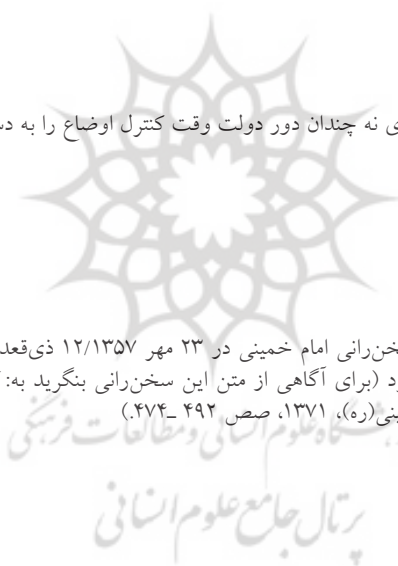 ی نه چندان دور دولت وقت کنترل اوضاع را به دس
خن‌رانی امام خمینی در ۲۳ مهر ۱۲/۱۳۵۷ ذی‌قعد
ود (برای آگاهی از متن این سخن‌رانی بنگرید به:
ینی(ره)، ۱۳۷۱، صص ۴۹۲ ـ۴۷۴.)
پژوهشگاه علوم انسانی و مطالعات فرهنگی
پرتال جامع علوم انسانی